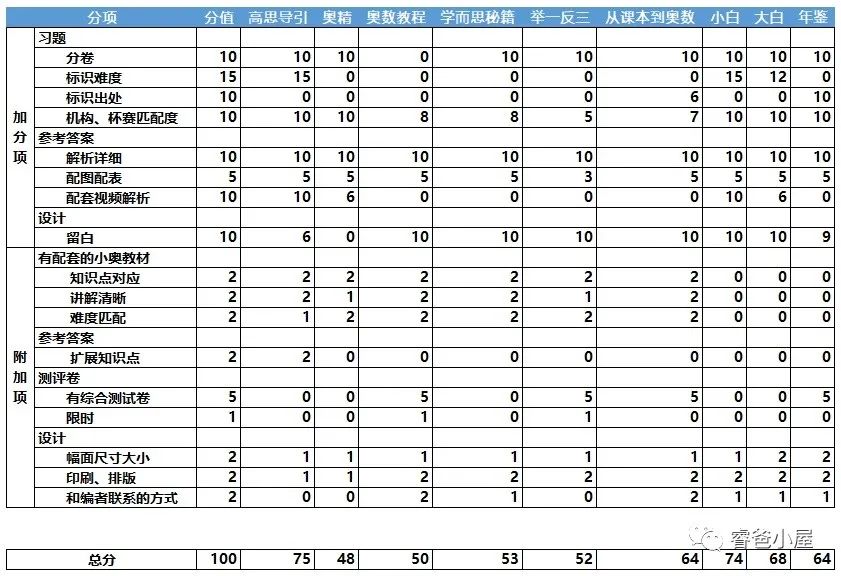 分项 分值 高思导引 奥精 奥数教程 学而思秘籍 举一反三 从课本到奥数 小白 大白 年鉴
加分项
习题
分卷 10 10 10 0 10 10 10 10 10 10
标识难度 15 15 0 0 0 0 0 15 12 0
标识出处 10 0 0 0 0 0 6 0 0 10
机构、杯赛匹配度 10 10 10 8 8 5 7 10 10 10
参考答案
解析详细 10 10 10 10 10 10 10 10 10 10
配图配表 5 5 5 5 5 3 5 5 5 5
配套视频解析 10 10 6 0 0 0 0 10 6 0
设计
留白 10 6 0 10 10 10 10 10 10 9
附加项
有配套的小奥教材
知识点对应 2 2 2 2 2 2 2 0 0 0
讲解清晰 2 2 1 2 2 1 2 0 0 0
难度匹配 2 1 2 2 2 2 2 0 0 0
参考答案
扩展知识点 2 2 0 0 0 0 0 0 0 0
测评卷
有综合测试卷 5 0 0 5 0 5 5 0 0 5
限时 1 0 0 1 0 1 0 0 0 0
设计
幅面尺寸大小 2 1 1 1 1 1 1 1 2 2
印刷、排版 2 1 1 2 2 2 2 2 2 2
和编者联系的方式 2 0 0 2 1 0 2 1 1 1
睿爸小屋
总分 100 75 48 50 53 52 64 74 68 64